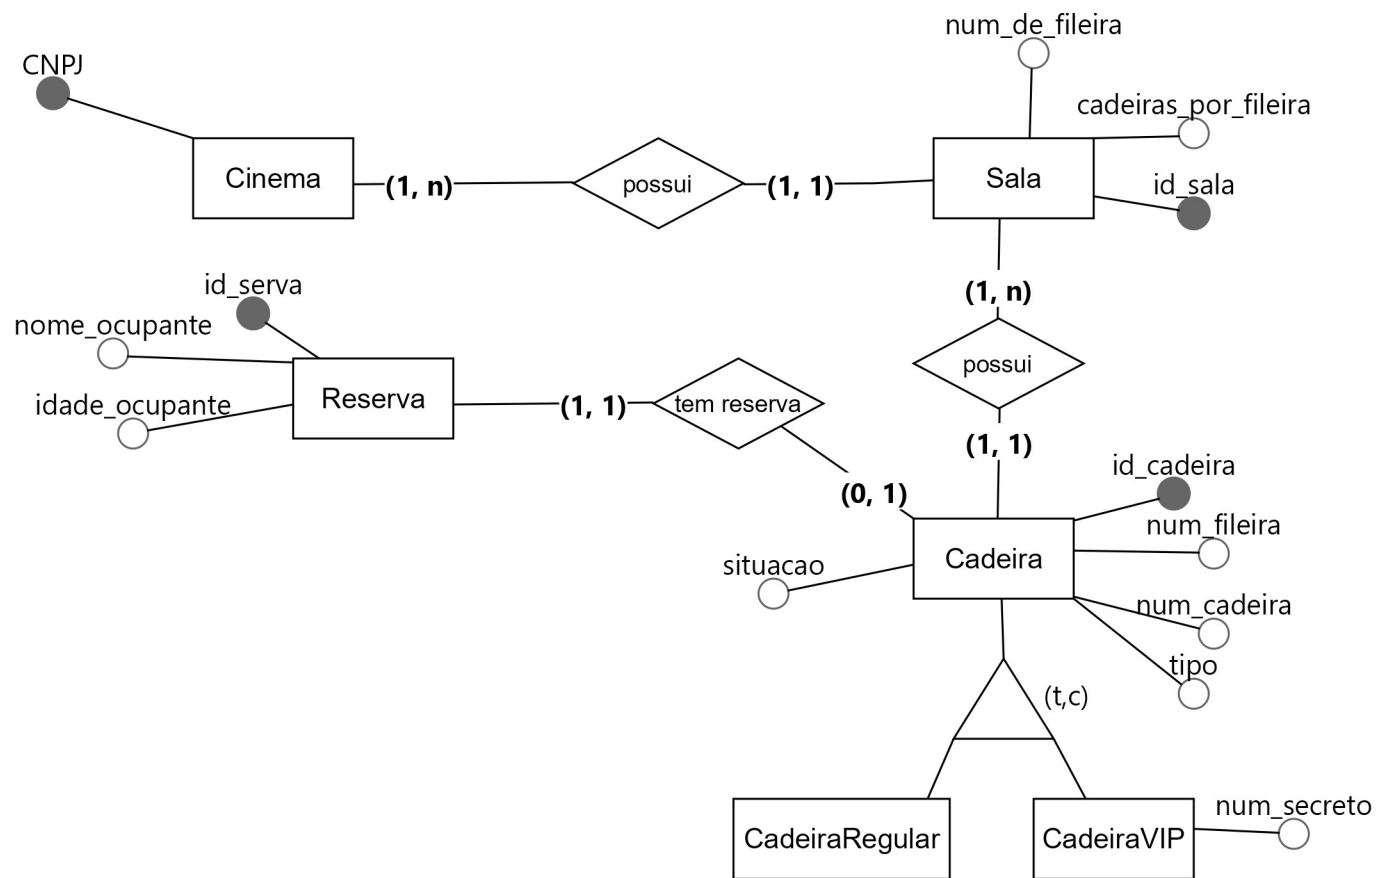 num_de_fileira
CNPJ
cadeiras_por_fileira
Cinema
(1, n)
possui
(1, 1)
Sala
id_sala
id_serva
nome_ocupante
(1, n)
idade_ocupante
Reserva
(1, 1)
tem reserva
possui
(1, 1)
id_cadeira
(0, 1)
num_fileira
situacao
Cadeira
num_cadeira
tipo
(t,c)
num_secreto
CadeiraRegular
CadeiraVIP